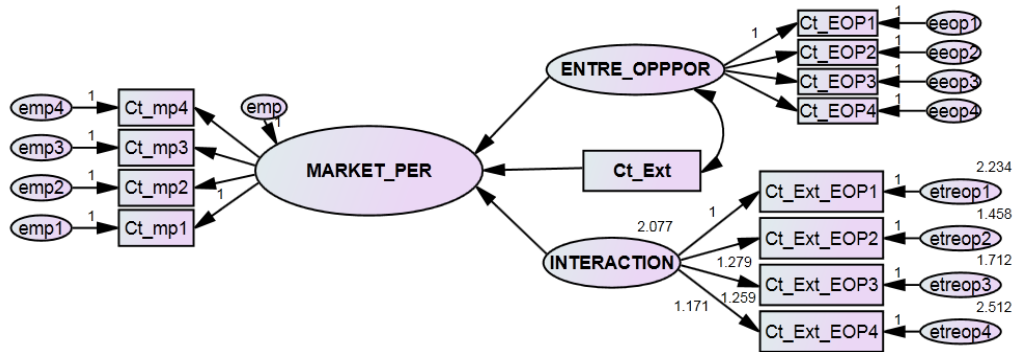 emp4 1 Ct_mp4
emp3 1 Ct_mp3
emp2 1 Ct_mp2
emp1 1 Ct_mp1
1
emp
1
MARKET_PER
ENTRE_OPPPOR
1
Ct_EOP1 1 eeop1
Ct_EOP2 1 eeop2
Ct_EOP3 1 eeop3
Ct_EOP4 1 eeop4
Ct_Ext
2.077
INTERACTION
1
1.279
1.259
1.171
2.234
Ct_Ext_EOP1 1 etreop1
1.458
Ct_Ext_EOP2 1 etreop2
1.712
Ct_Ext_EOP3 1 etreop3
2.512
Ct_Ext_EOP4 1 etreop4